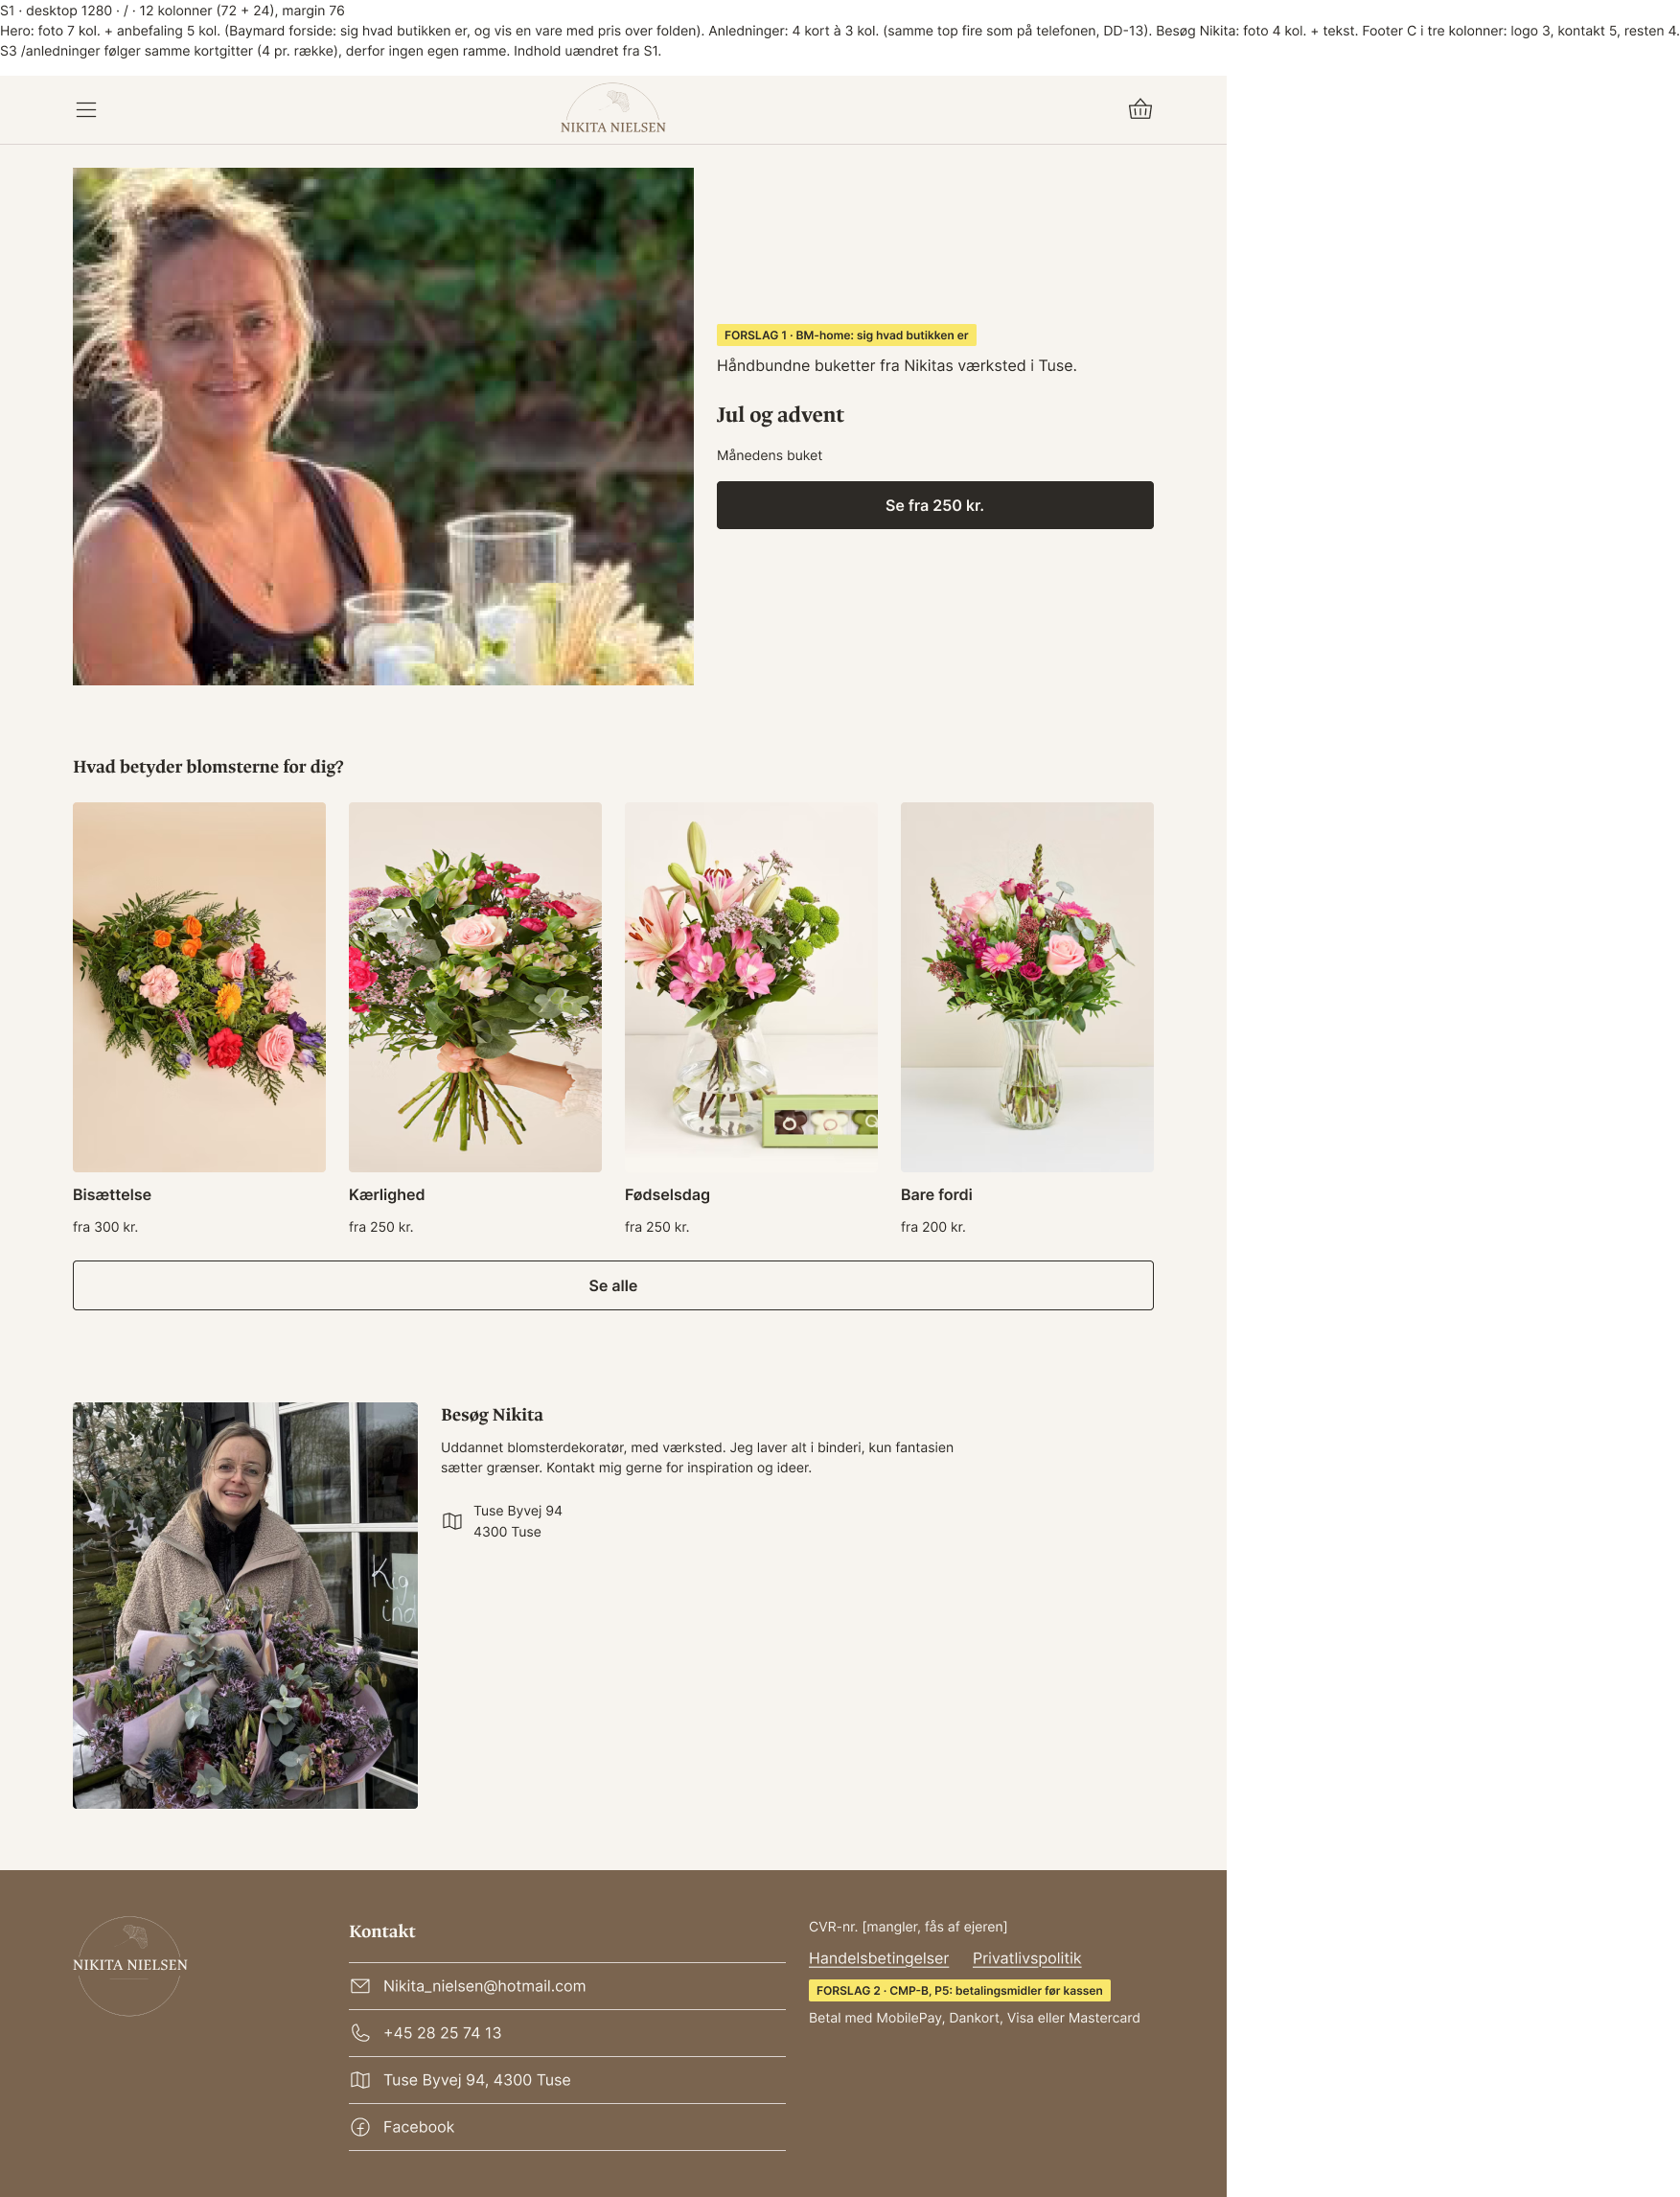 S1 · desktop 1280 · / · 12 kolonner (72 + 24), margin 76
Hero: foto 7 kol. + anbefaling 5 kol. (Baymard forside: sig hvad butikken er, og vis en vare med pris over folden). Anledninger: 4 kort à 3 kol. (samme top fire som på telefonen, DD-13). Besøg Nikita: foto 4 kol. + tekst. Footer C i tre kolonner: logo 3, kontakt 5, resten 4.
S3 /anledninger følger samme kortgitter (4 pr. række), derfor ingen egen ramme. Indhold uændret fra S1.
NIKITA NIELSEN
FORSLAG 1 · BM-home: sig hvad butikken er
Håndbundne buketter fra Nikitas værksted i Tuse.
Jul og advent
Månedens buket
Se fra 250 kr.
Hvad betyder blomsterne for dig?
Bisættelse
fra 300 kr.
Kærlighed
fra 250 kr.
Fødselsdag
fra 250 kr.
Bare fordi
fra 200 kr.
Se alle
Kig
ind
Besøg Nikita
Uddannet blomsterdekoratør, med værksted. Jeg laver alt i binderi, kun fantasien
sætter grænser. Kontakt mig gerne for inspiration og ideer.
Tuse Byvej 94
4300 Tuse
NIKITA NIELSEN
Kontakt
Nikita_nielsen@hotmail.com
+45 28 25 74 13
Tuse Byvej 94, 4300 Tuse
Facebook
CVR-nr. [mangler, fås af ejeren]
Handelsbetingelser Privatlivspolitik
FORSLAG 2 · CMP-B, P5: betalingsmidler før kassen
Betal med MobilePay, Dankort, Visa eller Mastercard